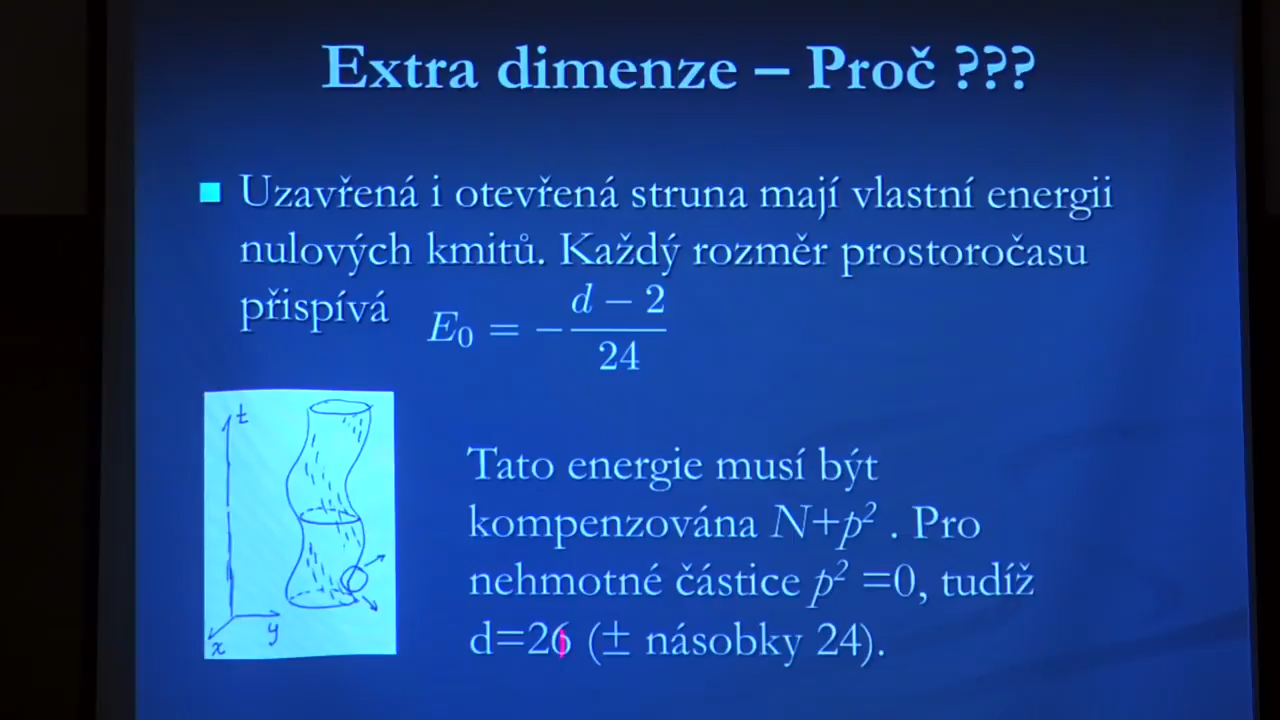 Extra dimenze – Proč ???
Uzavřená i otevřená struna mají vlastní energii
nulových kmitů. Každý rozměr prostoročasu
přispívá E₀ = − (d − 2)/24
t
y
x
Tato energie musí být
kompenzována N+p² . Pro
nehmotné částice p² =0, tudíž
d=26 (± násobky 24).